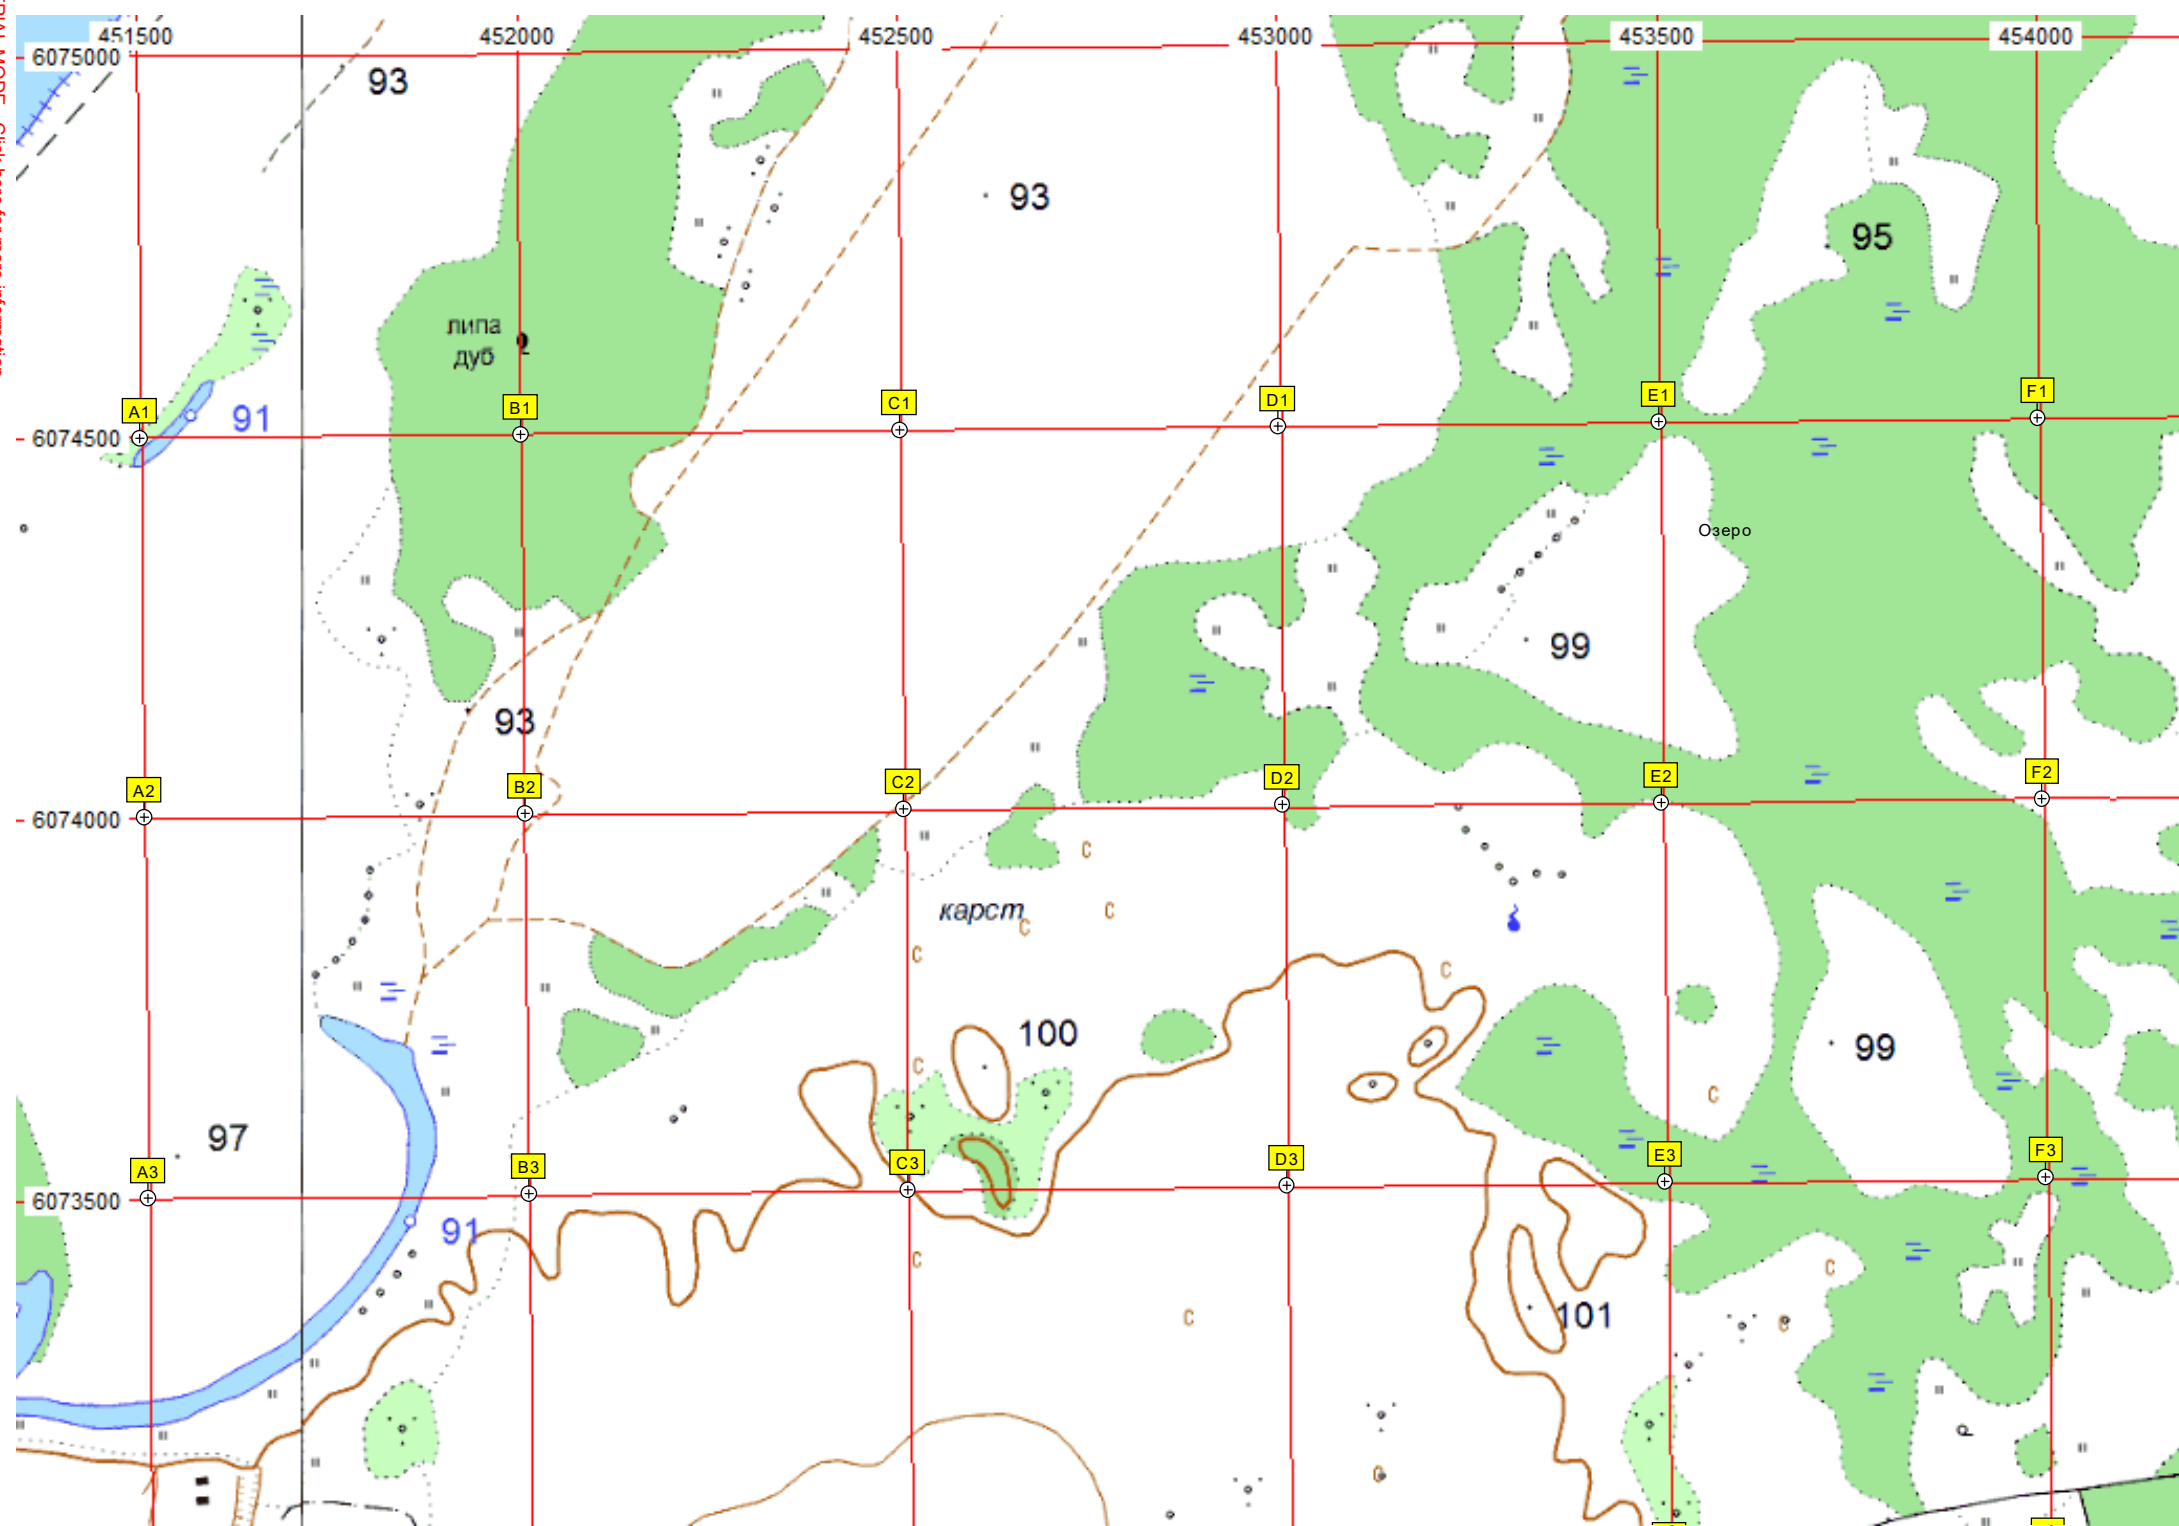 451500 452000 452500 453000 453500 454000
6075000
93
93
95
липа
дуб
A1 B1 C1 D1 E1 F1
91
6074500
Озеро
99
93
A2 B2 C2 D2 E2 F2
6074000
карст
С
С
С
С
С
С
100
С
99
С
97
A3 B3 C3 D3 E3 F3
6073500
91
С
С
С
101
С
С
р